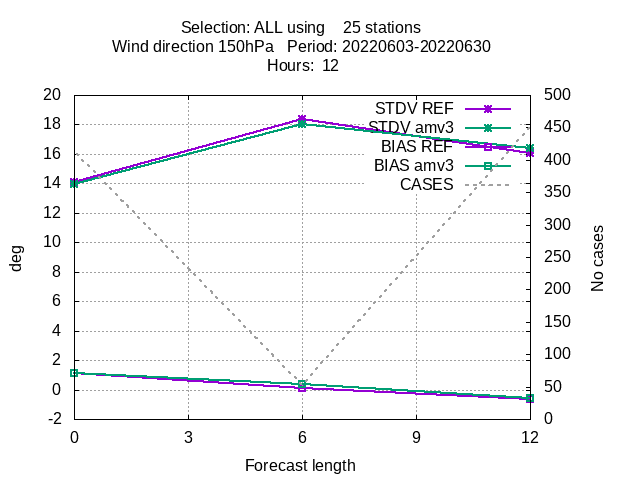 Selection: ALL using    25 stations
Wind direction 150hPa   Period: 20220603-20220630
Hours:  12
STDV REF
STDV amv3
BIAS REF
BIAS amv3
CASES
20
18
16
14
12
10
8
6
4
2
0
-2
deg
500
450
400
350
300
250
200
150
100
50
0
No cases
0 3 6 9 12
Forecast length